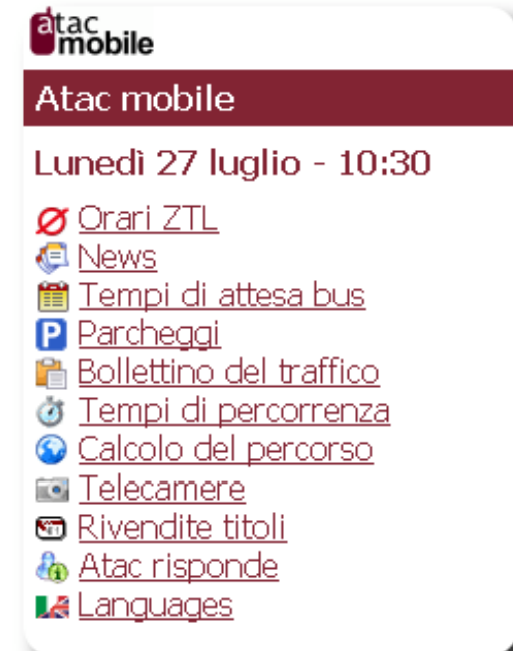 atac
mobile
Atac mobile
Lunedì 27 luglio - 10:30
Orari ZTL
News
Tempi di attesa bus
P Parcheggi
Bollettino del traffico
Tempi di percorrenza
Calcolo del percorso
Telecamere
Rivendite titoli
Atac risponde
Languages